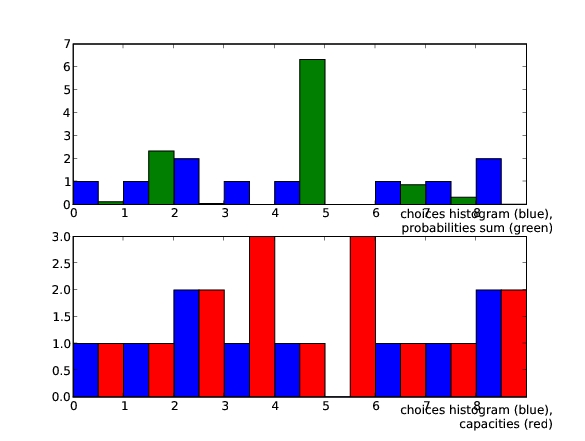 7
6
5
4
3
2
1
0
0 1 2 3 4 5 6 7 8
choices histogram (blue),
probabilities sum (green)
3.0
2.5
2.0
1.5
1.0
0.5
0.0
0 1 2 3 4 5 6 7 8
choices histogram (blue),
capacities (red)